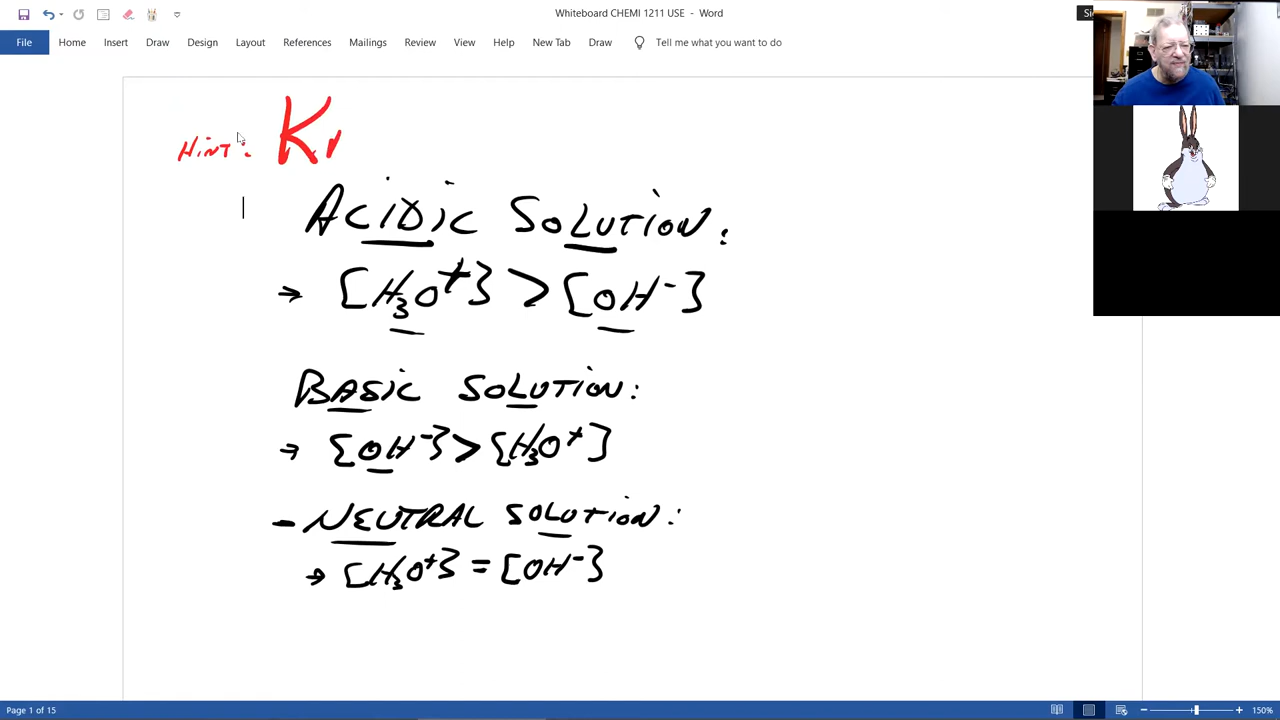 Whiteboard CHEMI 1211 USE - Word
File Home Insert Draw Design Layout References Mailings Review View Help New Tab Draw Tell me what you want to do
Hint: Kr
Acidic Solution:
→ [H₃O⁺] > [OH⁻]
Basic Solution:
→ [OH⁻] > [H₃O⁺]
- Neutral Solution:
→ [H₃O⁺] = [OH⁻]
Page 1 of 15 150%